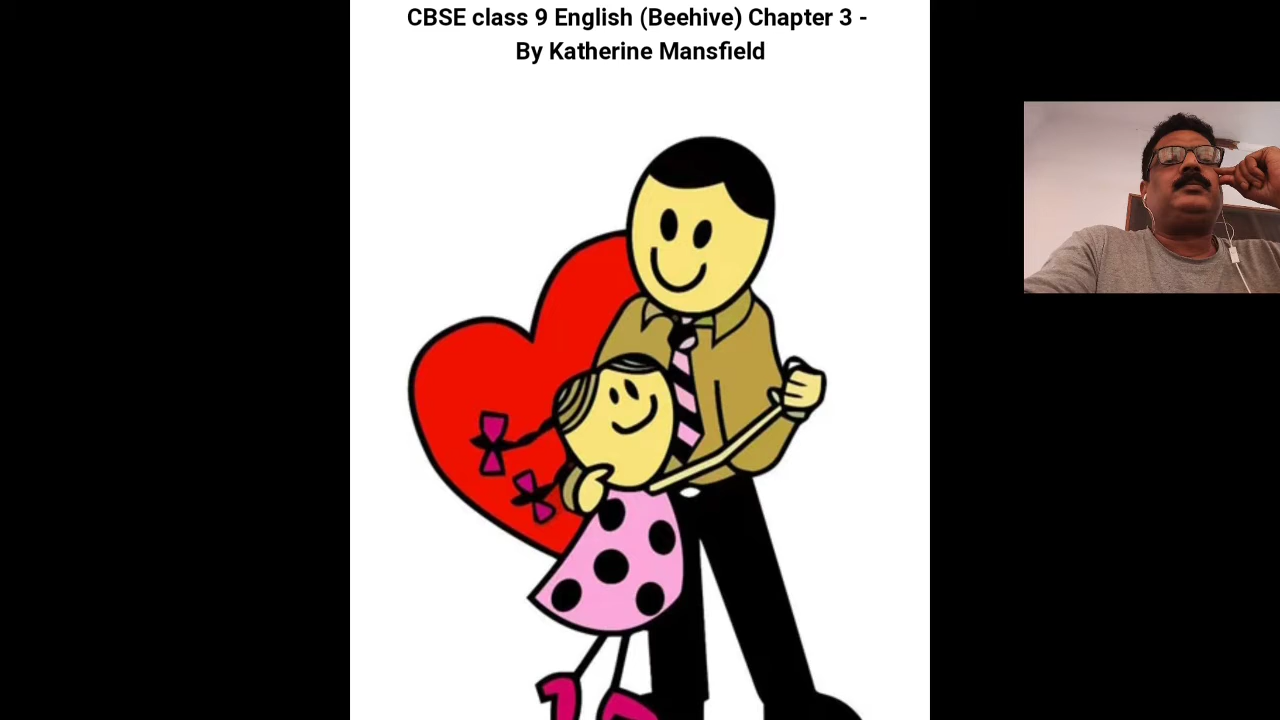 CBSE class 9 English (Beehive) Chapter 3 -
By Katherine Mansfield